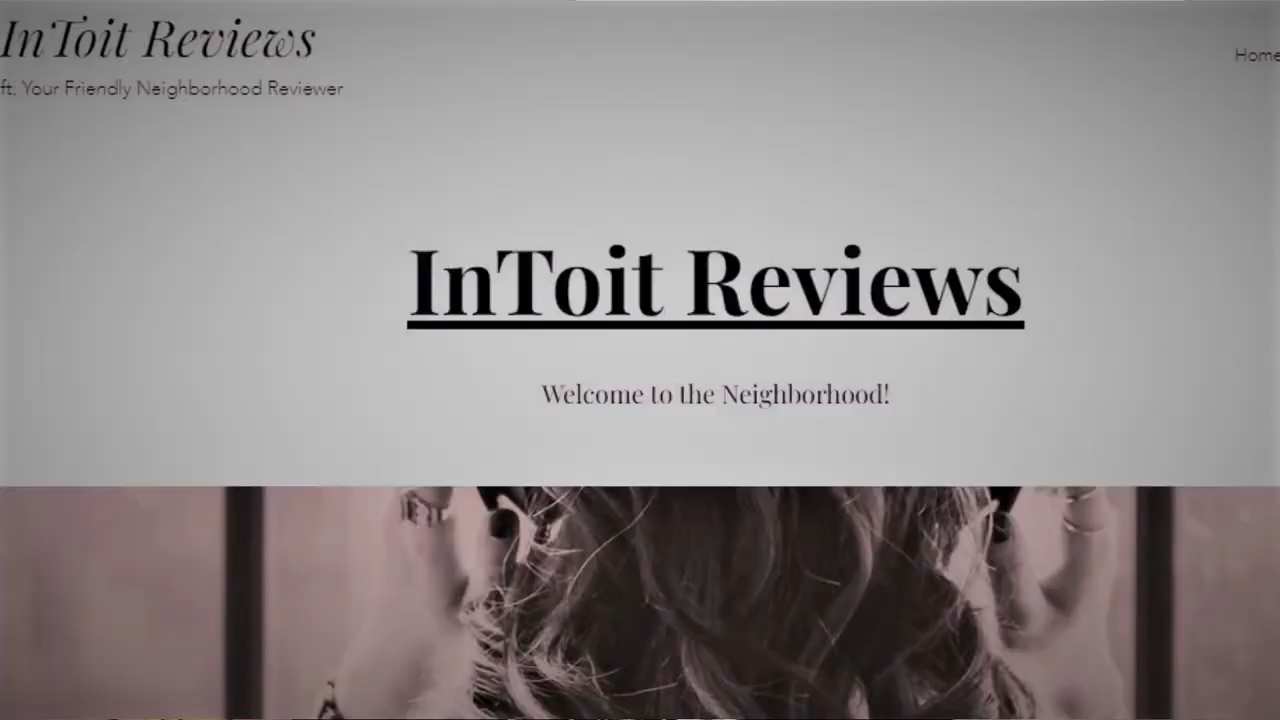 InToit Reviews
ft. Your Friendly Neighborhood Reviewer
Home
InToit Reviews
Welcome to the Neighborhood!